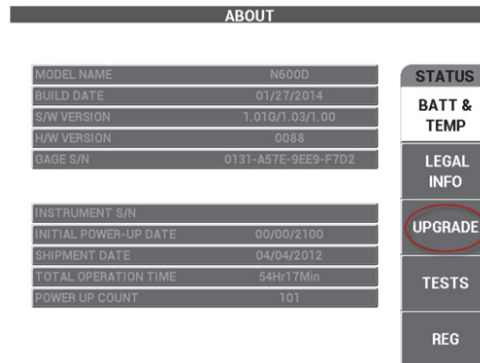 ABOUT
MODEL NAME N600D
BUILD DATE 01/27/2014
S/W VERSION 1.01G/1.03/1.00
H/W VERSION 0088
GAGE S/N 0131-A57E-9EE9-F7D2
INSTRUMENT S/N
INITIAL POWER-UP DATE 00/00/2100
SHIPMENT DATE 04/04/2012
TOTAL OPERATION TIME 54Hr17Min
POWER UP COUNT 101
STATUS
BATT &
TEMP
LEGAL
INFO
UPGRADE
TESTS
REG